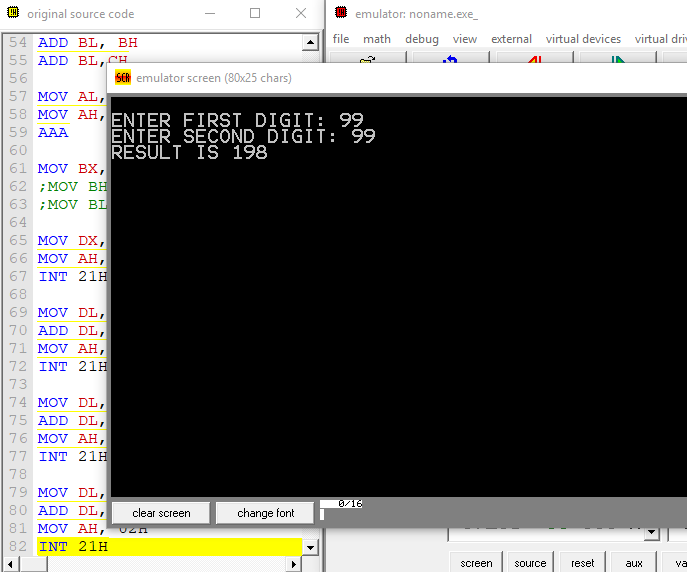 original source code
54 ADD BL, BH
55 ADD BL,CH
56
57 MOV AL,
58 MOV AH,
59 AAA
60
61 MOV BX,
62 ;MOV BH
63 ;MOV BL
64
65 MOV DX,
66 MOV AH,
67 INT 21H
68
69 MOV DL,
70 ADD DL,
71 MOV AH,
72 INT 21H
73
74 MOV DL,
75 ADD DL,
76 MOV AH,
77 INT 21H
78
79 MOV DL,
80 ADD DL,
81 MOV AH, 02H
82 INT 21H
emulator: noname.exe_
file math debug view external virtual devices virtual driv
SCR emulator screen (80x25 chars)
ENTER FIRST DIGIT: 99
ENTER SECOND DIGIT: 99
RESULT IS 198
clear screen change font 0/16
screen source reset aux va